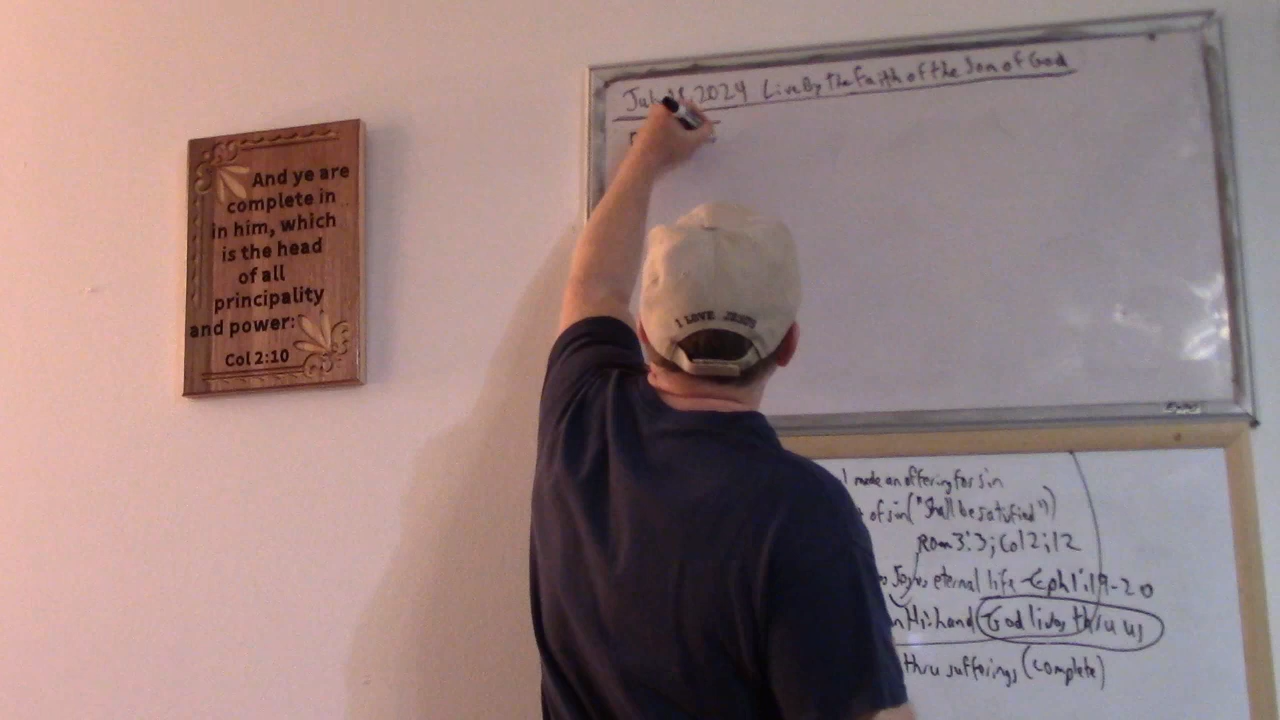 And ye are
complete in
in him, which
is the head
of all
principality
and power:
Col 2:10
2024 Live By the Faith of the Son of God
I LOVE JESUS
made an offering for sin
of sin ("Shall be satisfied")
Rom 3:3; Col 2:12
eternal life - Eph 1:19-20
His hand God lives thru us
thru sufferings (complete)